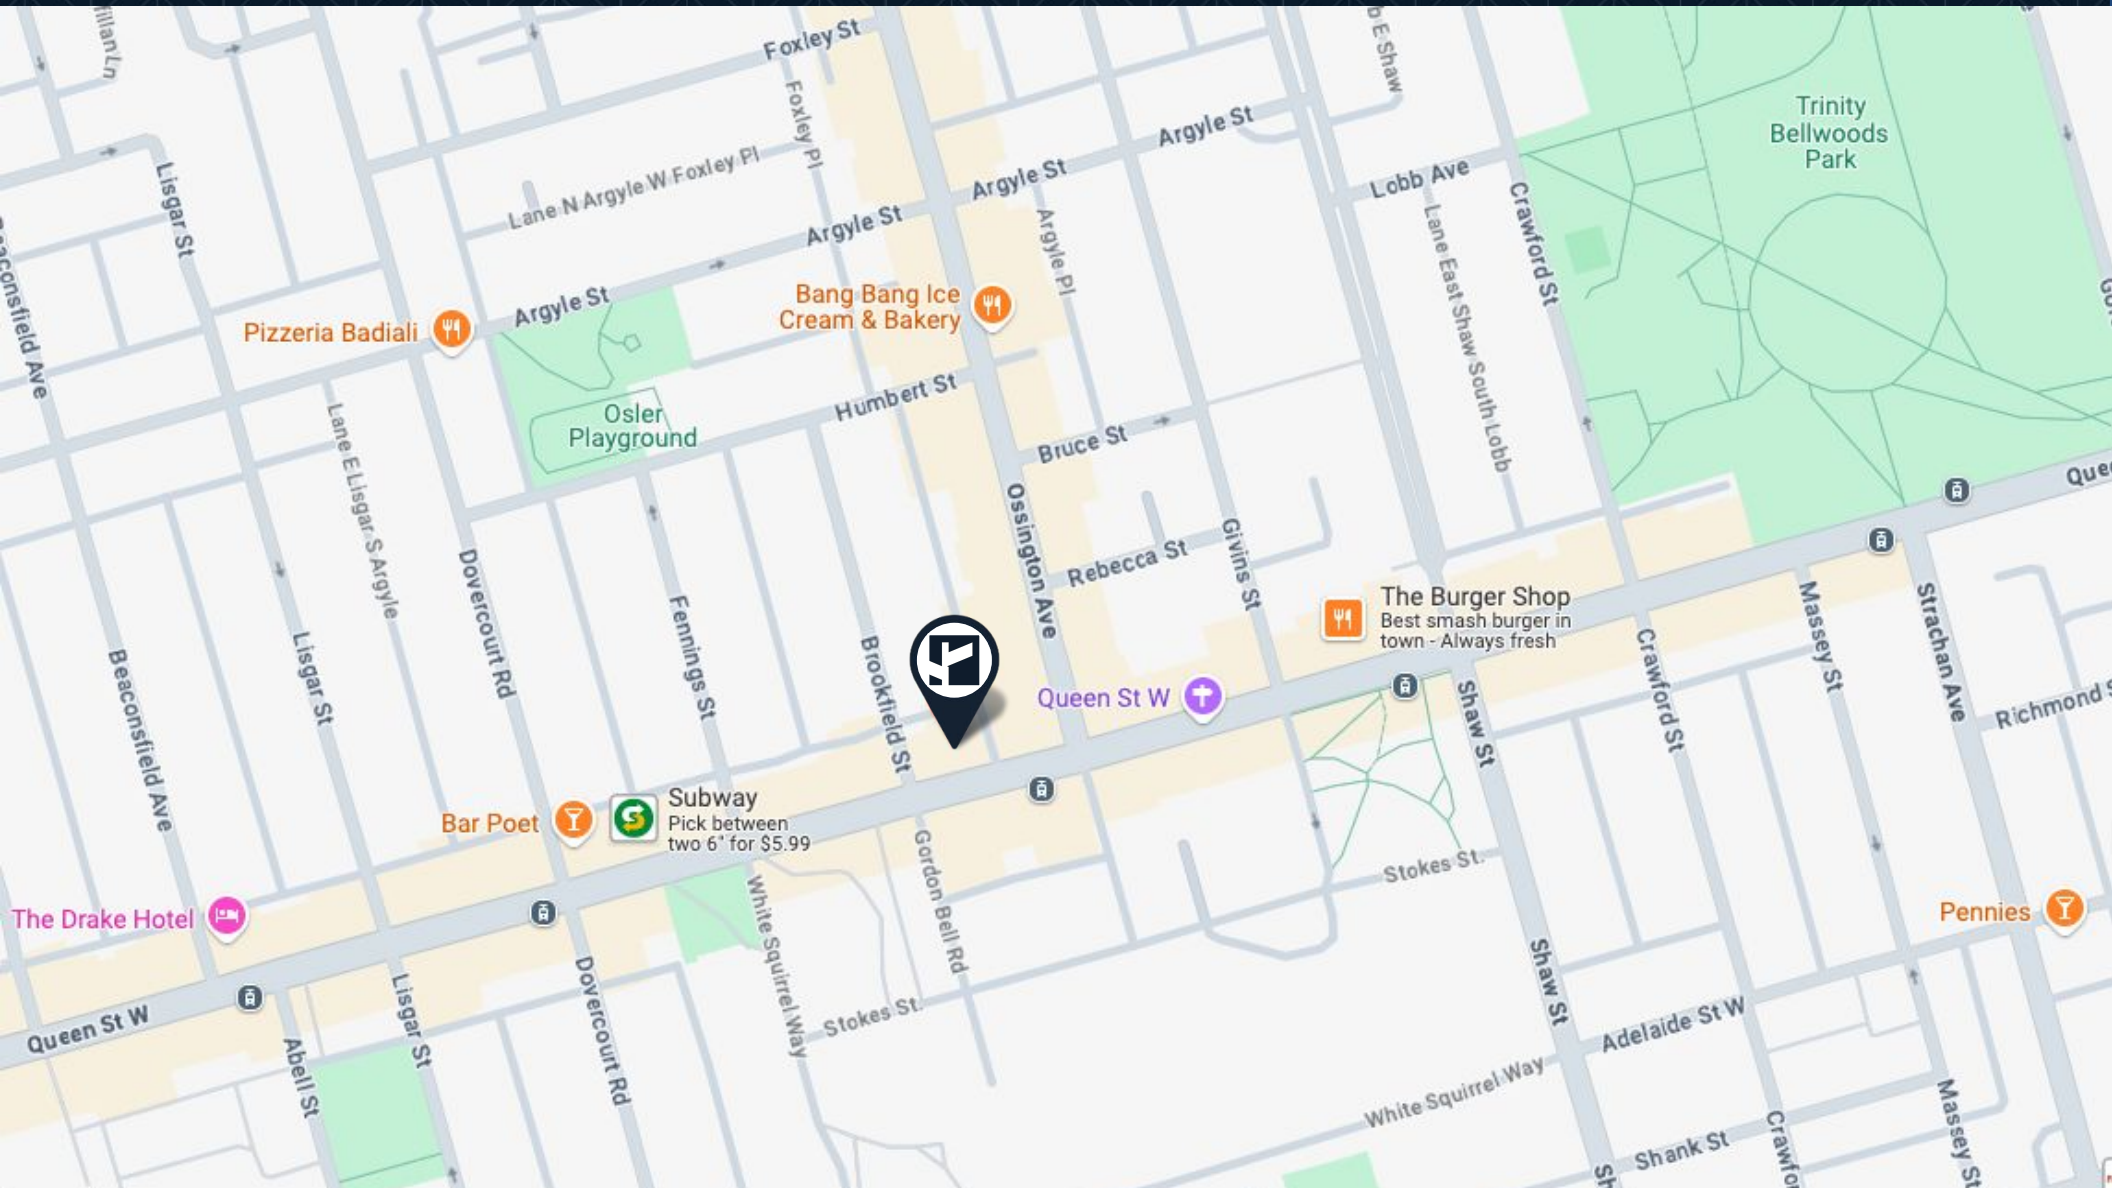 Foxley St
b E Shaw
Foxley Pl
Argyle St
Trinity
Bellwoods
Park
Lane N Argyle W Foxley Pl
Argyle St
Lobb Ave
Lisgar St
Argyle St
Argyle Pl
Crawford St
Lane East Shaw South Lobb
Beaconsfield Ave
Argyle St
Bang Bang Ice
Cream & Bakery
Pizzeria Badiali
Humbert St
Osler
Playground
Bruce St
Lane E Lisgar S Argyle
Ossington Ave
Rebecca St
Givins St
Dovercourt Rd
Fennings St
Brookfield St
The Burger Shop
Best smash burger in
town - Always fresh
Massey St
Strachan Ave
Crawford St
Lisgar St
Beaconsfield Ave
Queen St W
Shaw St
Richmond S
Bar Poet
Subway
Pick between
two 6" for $5.99
Gordon Bell Rd
Stokes St.
White Squirrel Way
The Drake Hotel
Pennies
Queen St W
Lisgar St
Dovercourt Rd
Stokes St.
Shaw St
Adelaide St W
Abell St
White Squirrel Way
Shank St
Massey St
Crawfo
Sh
Que